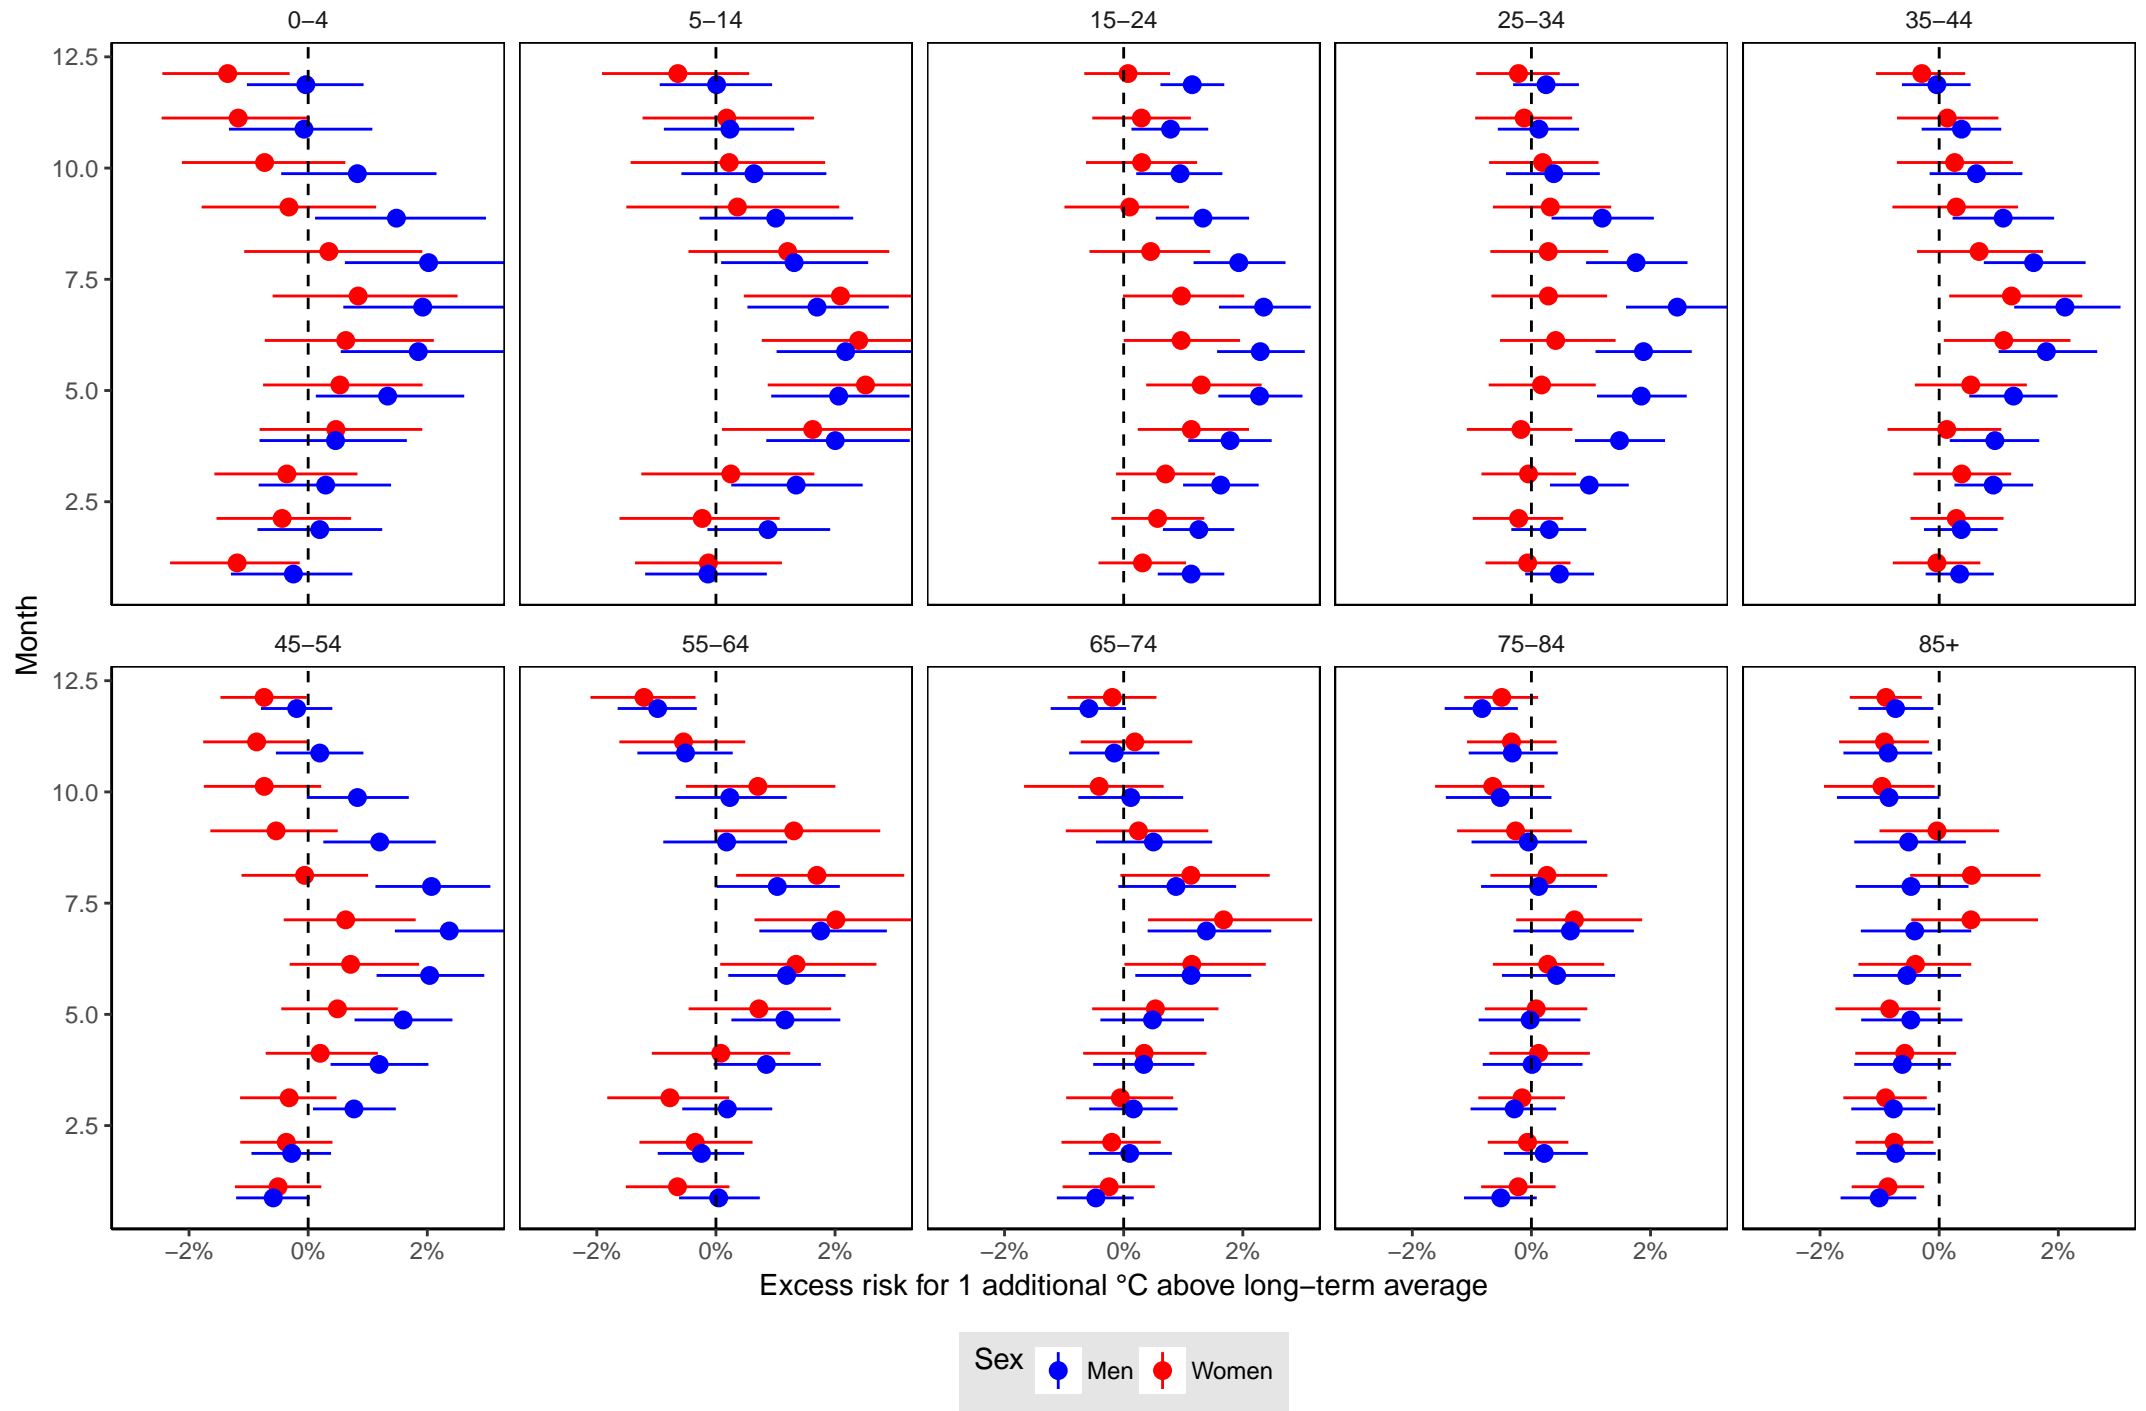 0−4 5−14 15−24 25−34 35−44
12.5
10.0
7.5
5.0
2.5
Month
45−54 55−64 65−74 75−84 85+
12.5
10.0
7.5
5.0
2.5
−2% 0% 2% −2% 0% 2% −2% 0% 2% −2% 0% 2% −2% 0% 2%
Excess risk for 1 additional °C above long−term average
Sex Men Women